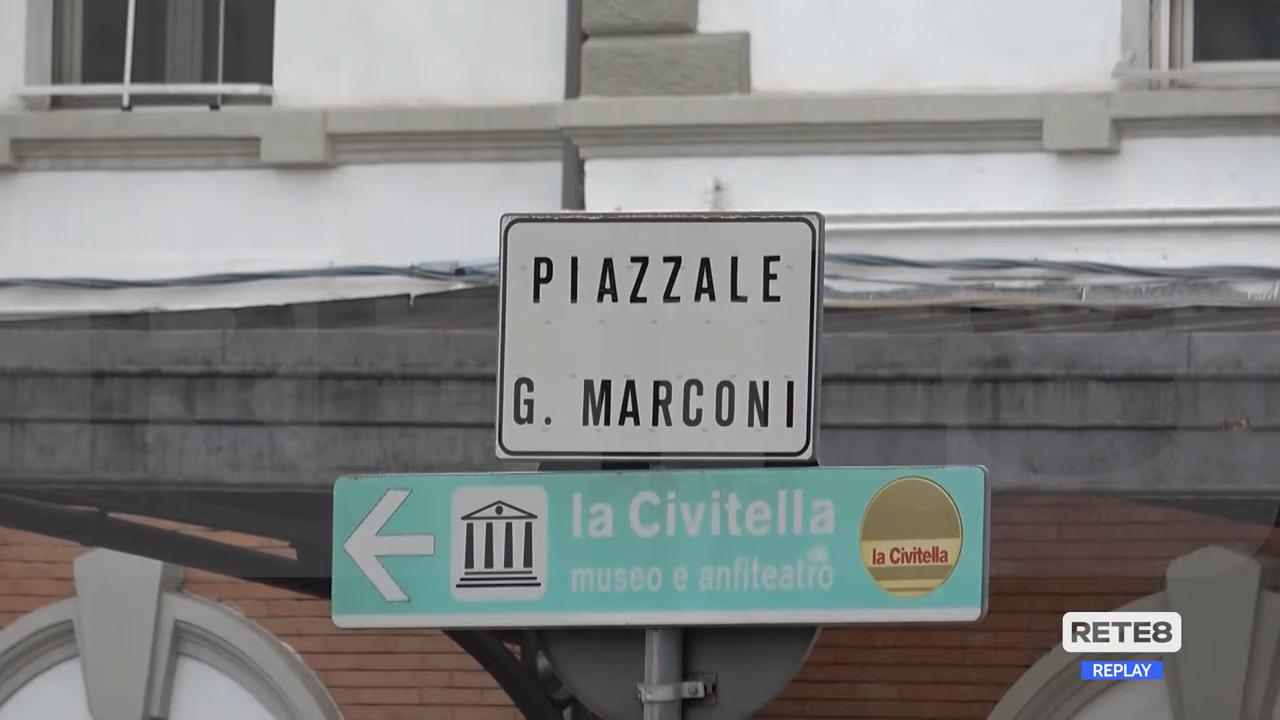 PIAZZALE
G. MARCONI
la Civitella
museo e anfiteatro
la Civitella
RETE8
REPLAY